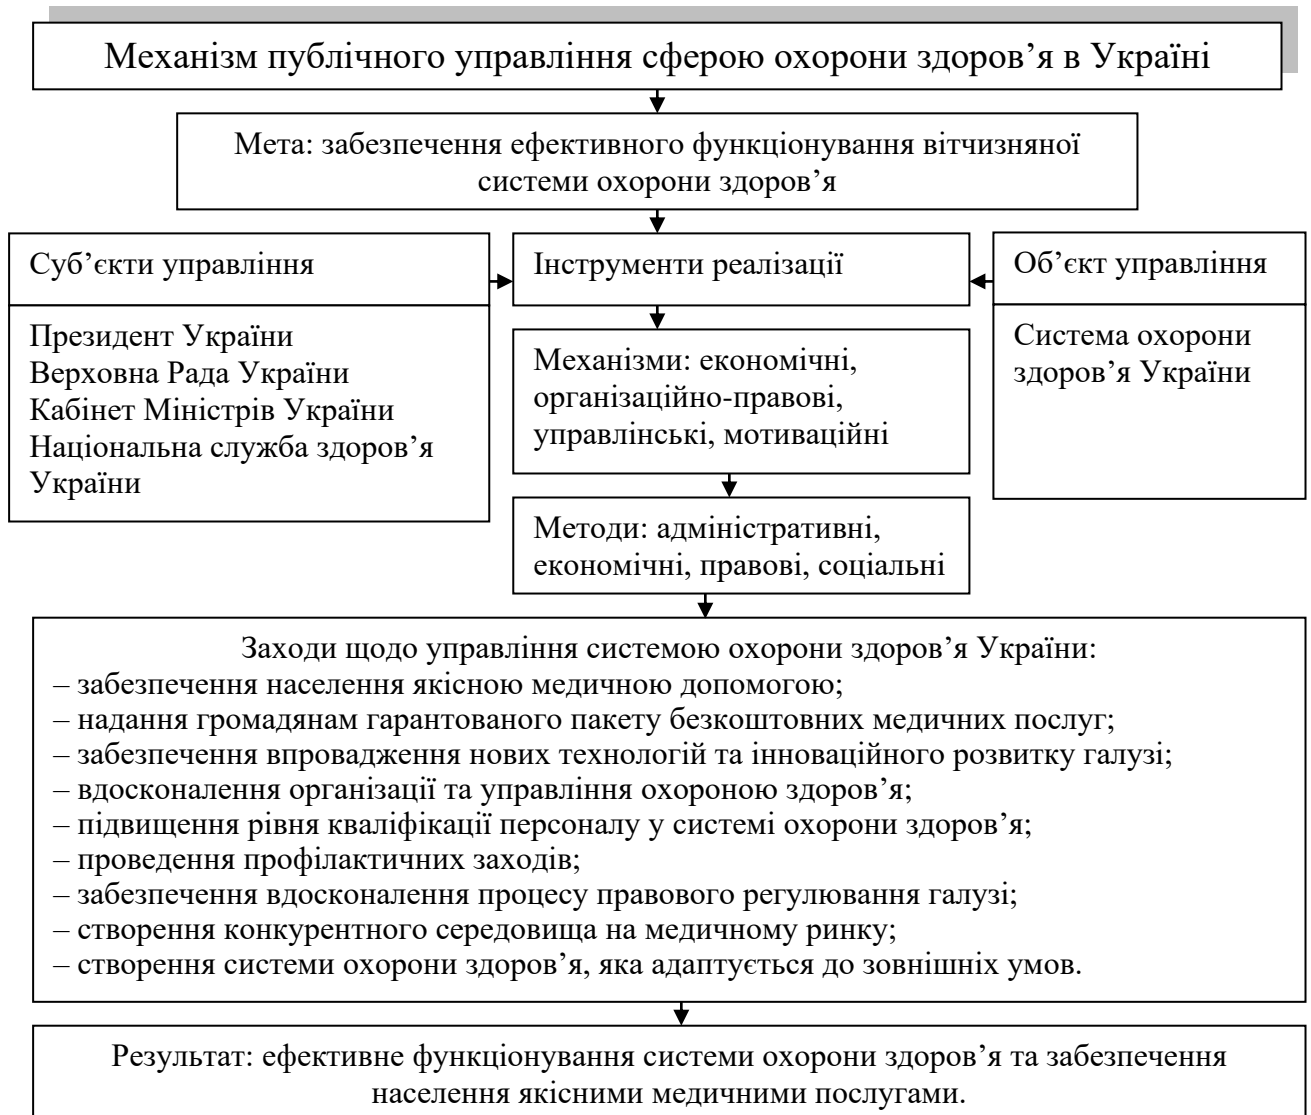 Механізм публічного управління сферою охорони здоров’я в Україні
Мета: забезпечення ефективного функціонування вітчизняної
системи охорони здоров’я
Суб’єкти управління
Президент України
Верховна Рада України
Кабінет Міністрів України
Національна служба здоров’я
України
Інструменти реалізації
Механізми: економічні,
організаційно-правові,
управлінські, мотиваційні
Методи: адміністративні,
економічні, правові, соціальні
Об’єкт управління
Система охорони
здоров’я України
Заходи щодо управління системою охорони здоров’я України:
– забезпечення населення якісною медичною допомогою;
– надання громадянам гарантованого пакету безкоштовних медичних послуг;
– забезпечення впровадження нових технологій та інноваційного розвитку галузі;
– вдосконалення організації та управління охороною здоров’я;
– підвищення рівня кваліфікації персоналу у системі охорони здоров’я;
– проведення профілактичних заходів;
– забезпечення вдосконалення процесу правового регулювання галузі;
– створення конкурентного середовища на медичному ринку;
– створення системи охорони здоров’я, яка адаптується до зовнішніх умов.
Результат: ефективне функціонування системи охорони здоров’я та забезпечення
населення якісними медичними послугами.